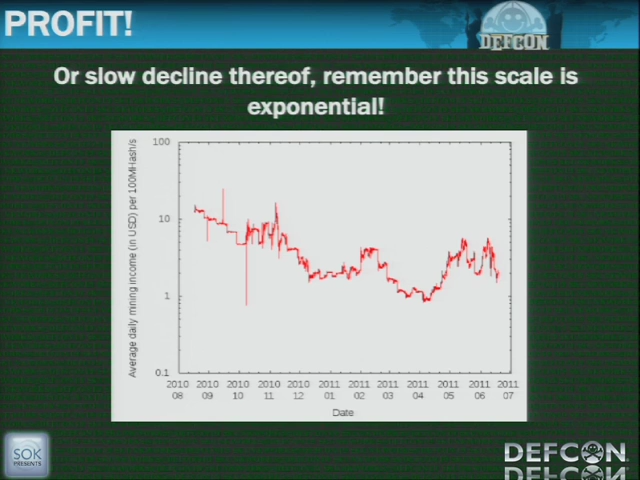 PROFIT!
DEFCON
Or slow decline thereof, remember this scale is
exponential!
Average daily mining income (in USD) per 100MHash/s
100
10
1
0.1
2010 2010 2010 2010 2010 2011 2011 2011 2011 2011 2011 2011
08 09 10 11 12 01 02 03 04 05 06 07
Date
SOK
PRESENTS
DEFCON